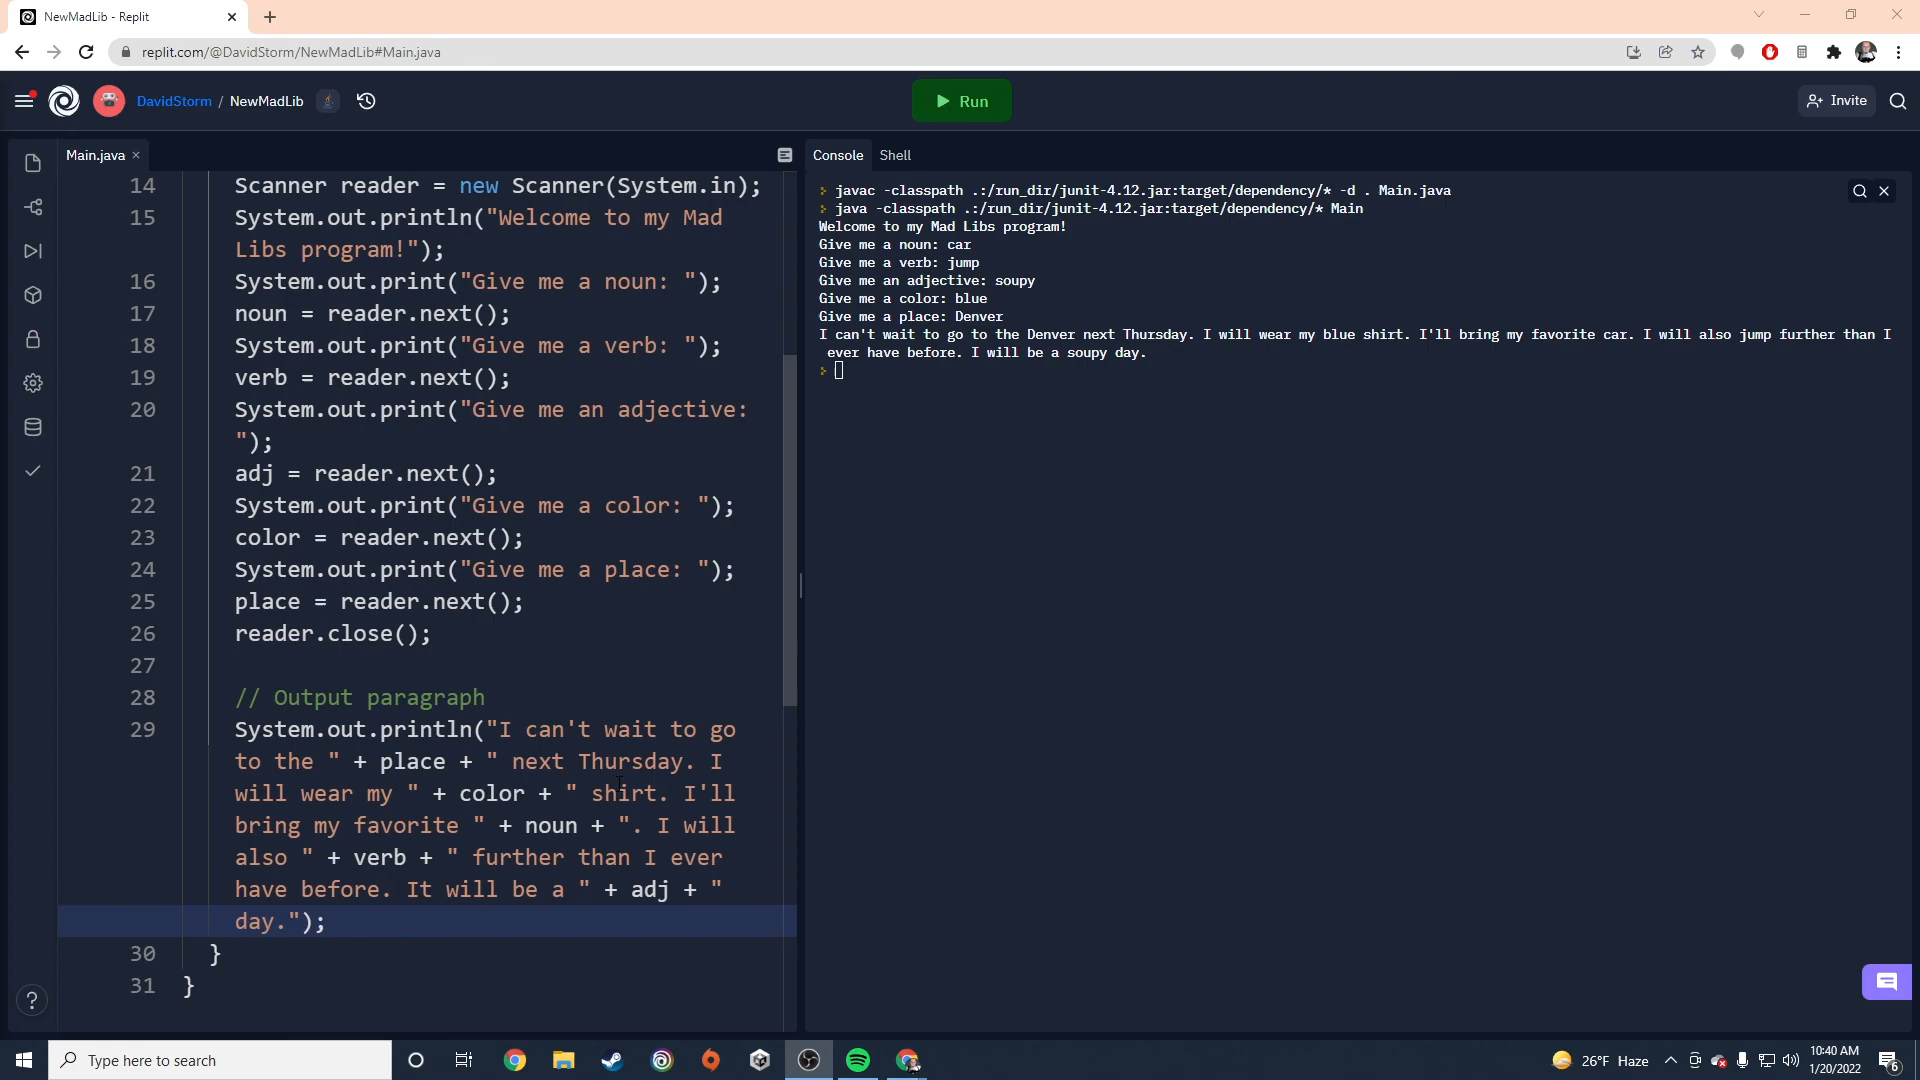 NewMadLib - Replit
replit.com/@DavidStorm/NewMadLib#Main.java
DavidStorm / NewMadLib
Run
Invite
Main.java
14 Scanner reader = new Scanner(System.in);
15 System.out.println("Welcome to my Mad
Libs program!");
16 System.out.print("Give me a noun: ");
17 noun = reader.next();
18 System.out.print("Give me a verb: ");
19 verb = reader.next();
20 System.out.print("Give me an adjective:
");
21 adj = reader.next();
22 System.out.print("Give me a color: ");
23 color = reader.next();
24 System.out.print("Give me a place: ");
25 place = reader.next();
26 reader.close();
27
28 // Output paragraph
29 System.out.println("I can't wait to go
to the " + place + " next Thursday. I
will wear my " + color + " shirt. I'll
bring my favorite " + noun + ". I will
also " + verb + " further than I ever
have before. It will be a " + adj + "
day.");
30 }
31 }
Console Shell
javac -classpath .:/run_dir/junit-4.12.jar:target/dependency/* -d . Main.java
java -classpath .:/run_dir/junit-4.12.jar:target/dependency/* Main
Welcome to my Mad Libs program!
Give me a noun: car
Give me a verb: jump
Give me an adjective: soupy
Give me a color: blue
Give me a place: Denver
I can't wait to go to the Denver next Thursday. I will wear my blue shirt. I'll bring my favorite car. I will also jump further than I
ever have before. I will be a soupy day.
?
Type here to search
26°F Haze
10:40 AM
1/20/2022
6